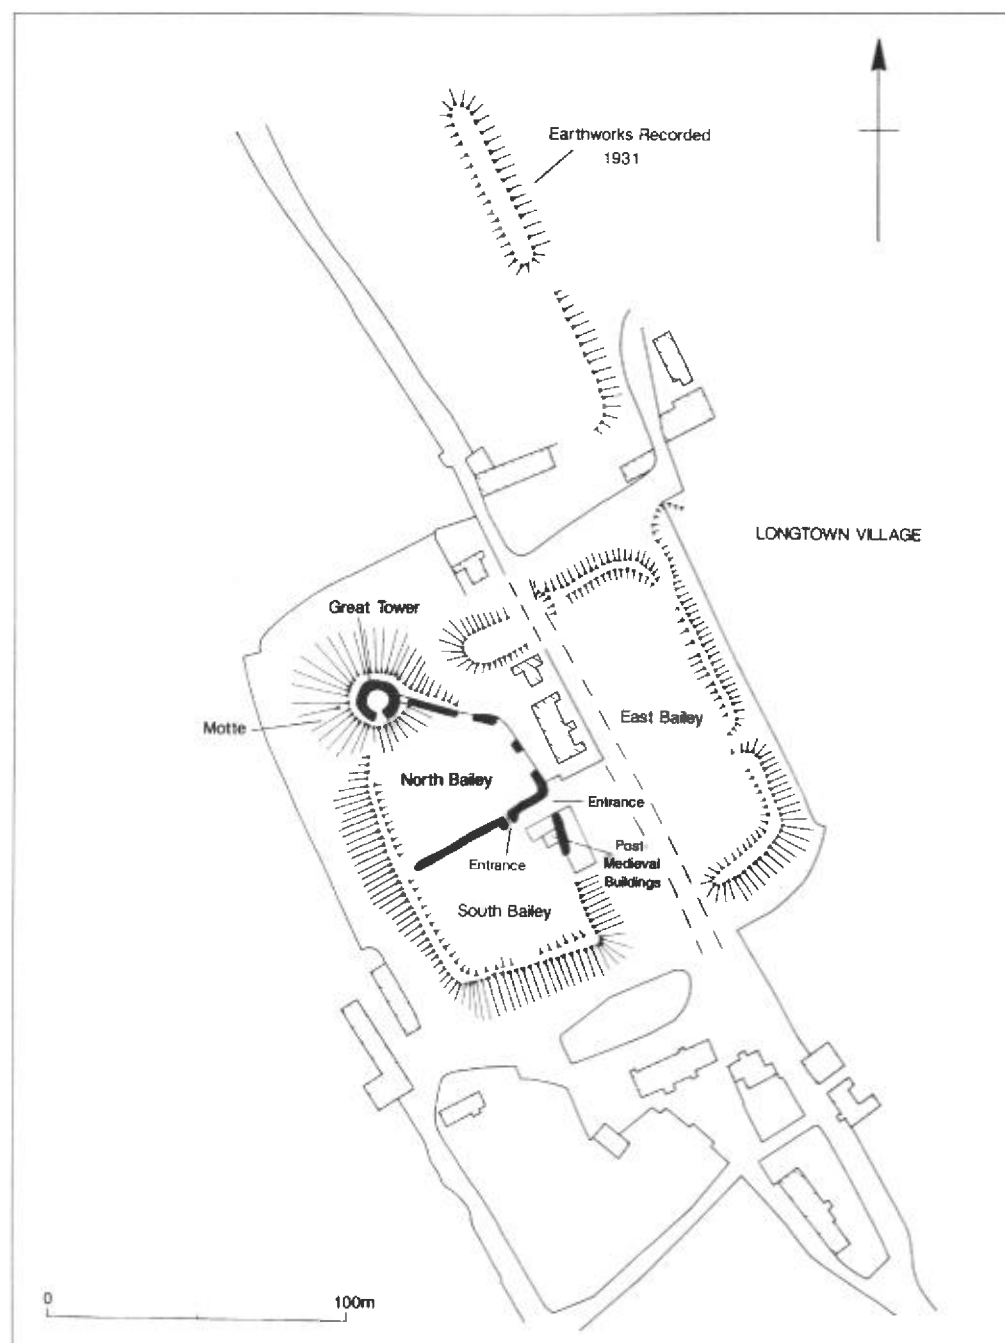 Earthworks Recorded
1931
LONGTOWN VILLAGE
Great Tower
East Bailey
Motte
North Bailey
Entrance
Entrance
Post-
Medieval
Buildings
South Bailey
0
100m